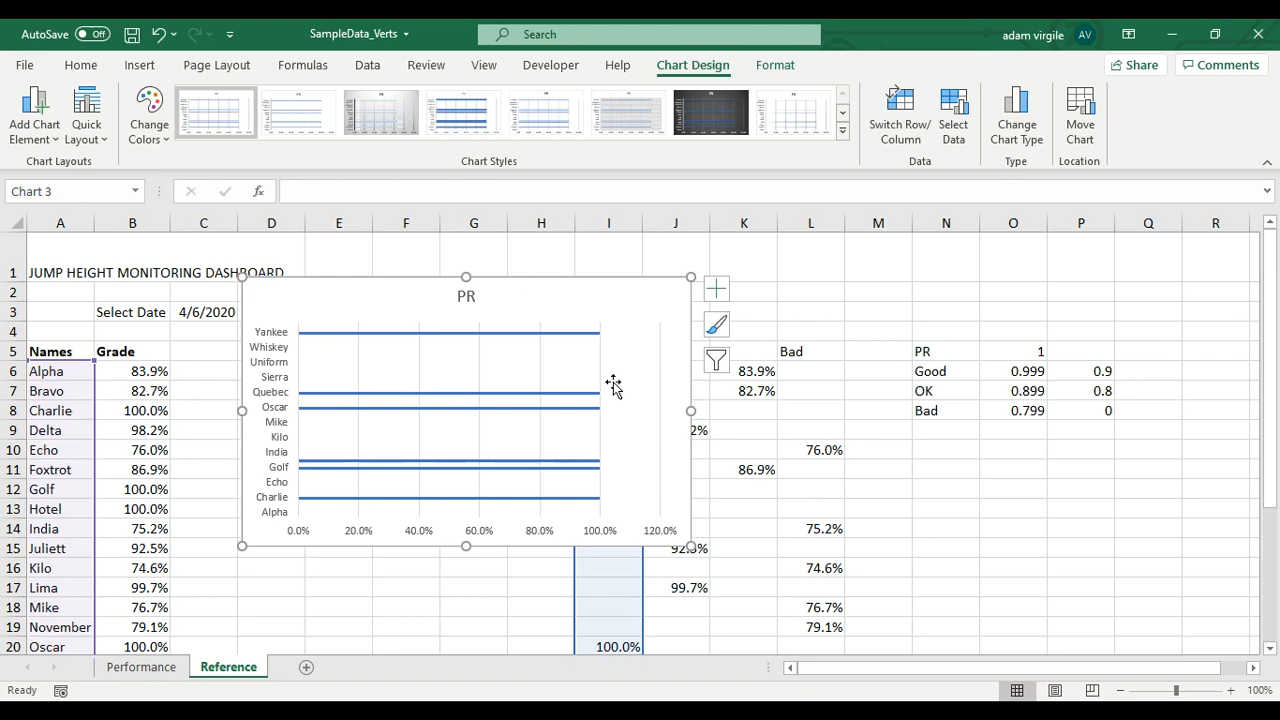 AutoSave Off SampleData_Verts Search adam virgile AV
File Home Insert Page Layout Formulas Data Review View Developer Help Chart Design Format Share Comments
Add Chart Element Quick Layout Change Colors Switch Row/ Column Select Data Change Chart Type Move Chart
Chart Layouts Chart Styles Data Type Location
Chart 3 fx
A B C D E F G H I J K L M N O P Q R
1 JUMP HEIGHT MONITORING DASHBOARD
2
3 Select Date 4/6/2020
4
5 Names Grade Bad PR 1
6 Alpha 83.9% 83.9% Good 0.999 0.9
7 Bravo 82.7% 82.7% OK 0.899 0.8
8 Charlie 100.0% Bad 0.799 0
9 Delta 98.2% 2%
10 Echo 76.0% 76.0%
11 Foxtrot 86.9% 86.9%
12 Golf 100.0%
13 Hotel 100.0%
14 India 75.2% 75.2%
15 Juliett 92.5%
16 Kilo 74.6% 74.6%
17 Lima 99.7% 99.7%
18 Mike 76.7% 76.7%
19 November 79.1% 79.1%
20 Oscar 100.0% 100.0%
PR
Yankee
Whiskey
Uniform
Sierra
Quebec
Oscar
Mike
Kilo
India
Golf
Echo
Charlie
Alpha
0.0% 20.0% 40.0% 60.0% 80.0% 100.0% 120.0%
Performance Reference
Ready 100%